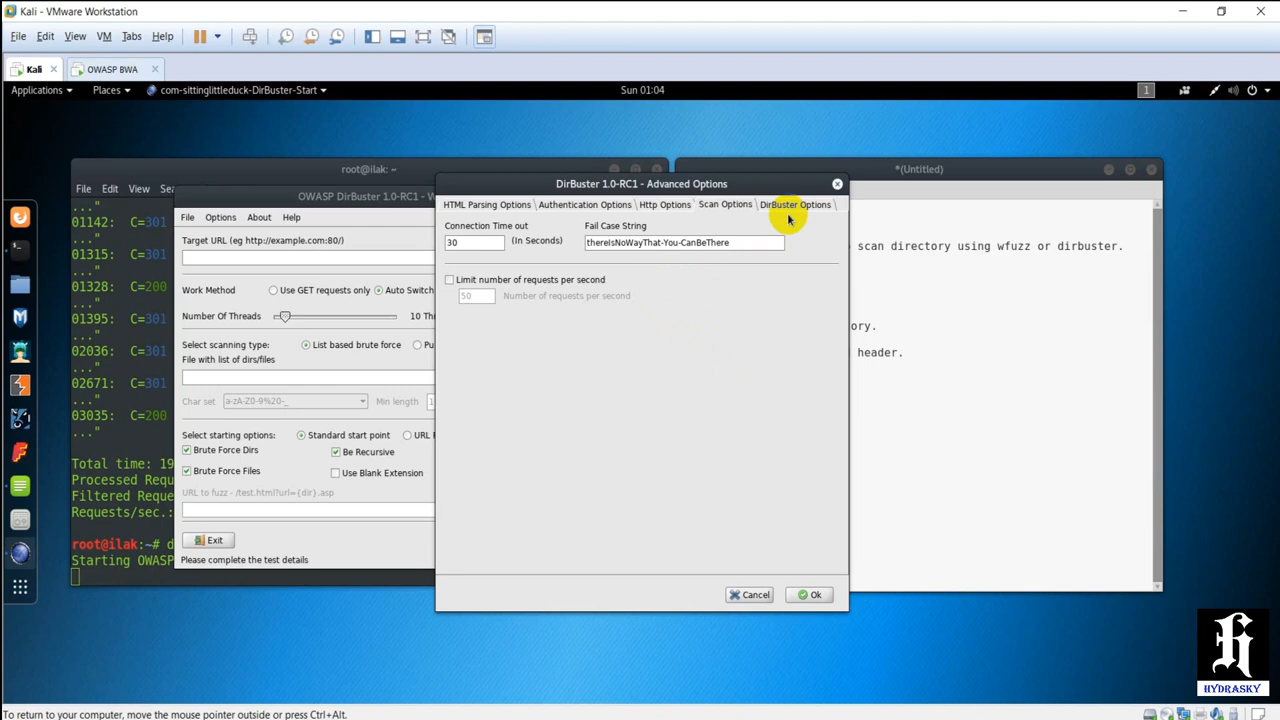 Kali - VMware Workstation
File Edit View VM Tabs Help
Kali OWASP BWA
Applications Places com-sittinglittleduck-DirBuster-Start Sun 01:04 1
root@ilak: ~
*(Untitled)
File Edit View
..."
01142: C=301
..."
01315: C=301
..."
01328: C=200
..."
01395: C=301
..."
02036: C=301
..."
02671: C=301
..."
03035: C=200
..."
Total time: 19
Processed Reque
Filtered Reque
Requests/sec.:
root@ilak:~# d
Starting OWASP
OWASP DirBuster 1.0-RC1 - W
File Options About Help
Target URL (eg http://example.com:80/)
Work Method Use GET requests only Auto Switch
Number Of Threads 10 Thr
Select scanning type: List based brute force Pu
File with list of dirs/files
Char set a-zA-Z0-9%20-_ Min length 1
Select starting options: Standard start point URL F
Brute Force Dirs Be Recursive
Brute Force Files Use Blank Extension
URL to fuzz - /test.html?url={dir}.asp
Exit
Please complete the test details
DirBuster 1.0-RC1 - Advanced Options
HTML Parsing Options Authentication Options Http Options Scan Options DirBuster Options
Connection Time out Fail Case String
30 (In Seconds) thereIsNoWayThat-You-CanBeThere
Limit number of requests per second
50 Number of requests per second
Cancel Ok
scan directory using wfuzz or dirbuster.
ory.
header.
HYDRASKY
To return to your computer, move the mouse pointer outside or press Ctrl+Alt.